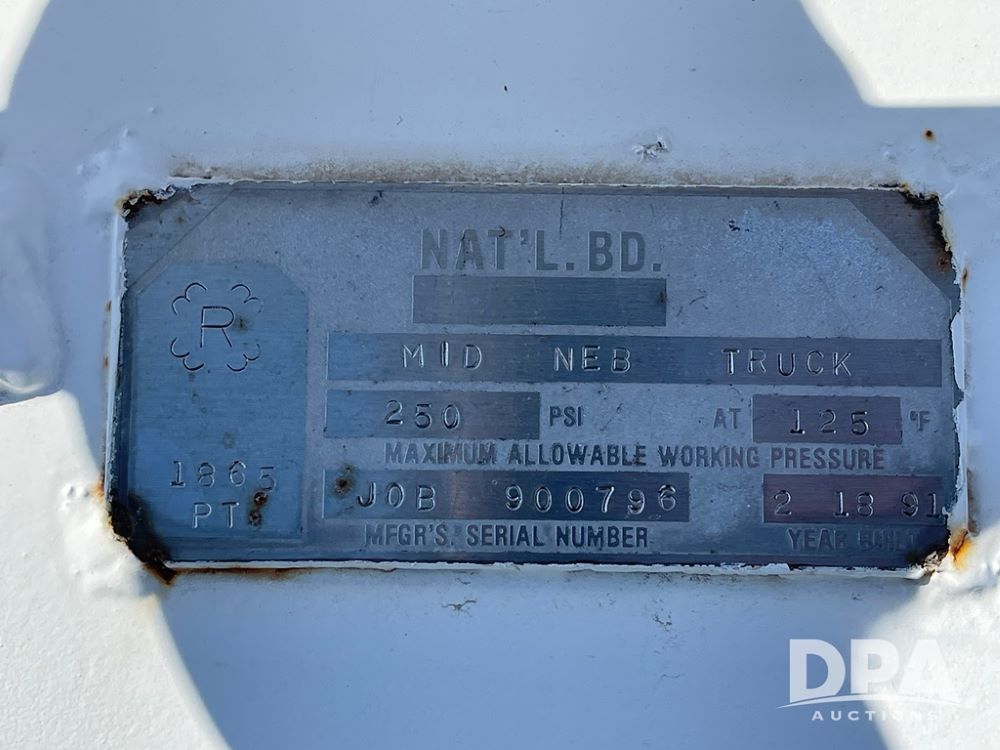 NAT'L. BD.
R
MID NEB TRUCK
250 PSI AT 125 °F
MAXIMUM ALLOWABLE WORKING PRESSURE
1865
PT
JOB 900796 2 18 91
MFGR'S. SERIAL NUMBER YEAR BUILT
DPA
AUCTIONS